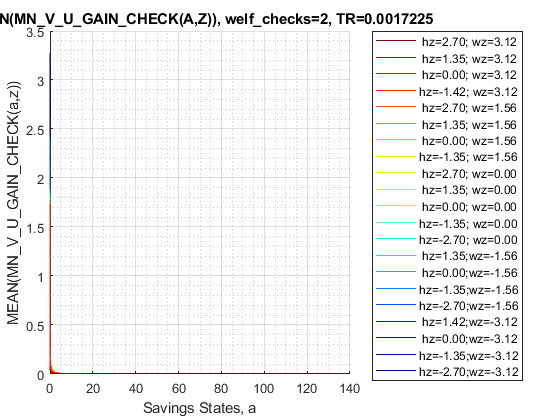 N(MN_V_U_GAIN_CHECK(A,Z)), welf_checks=2, TR=0.0017225
MEAN(MN_V_U_GAIN_CHECK(a,z))
3.5
3
2.5
2
1.5
1
0.5
0
0 20 40 60 80 100 120 140
Savings States, a
hz=2.70; wz=3.12
hz=1.35; wz=3.12
hz=0.00; wz=3.12
hz=-1.42; wz=3.12
hz=2.70; wz=1.56
hz=1.35; wz=1.56
hz=0.00; wz=1.56
hz=-1.35; wz=1.56
hz=2.70; wz=0.00
hz=1.35; wz=0.00
hz=0.00; wz=0.00
hz=-1.35; wz=0.00
hz=-2.70; wz=0.00
hz=1.35;wz=-1.56
hz=0.00;wz=-1.56
hz=-1.35;wz=-1.56
hz=-2.70;wz=-1.56
hz=1.42;wz=-3.12
hz=0.00;wz=-3.12
hz=-1.35;wz=-3.12
hz=-2.70;wz=-3.12